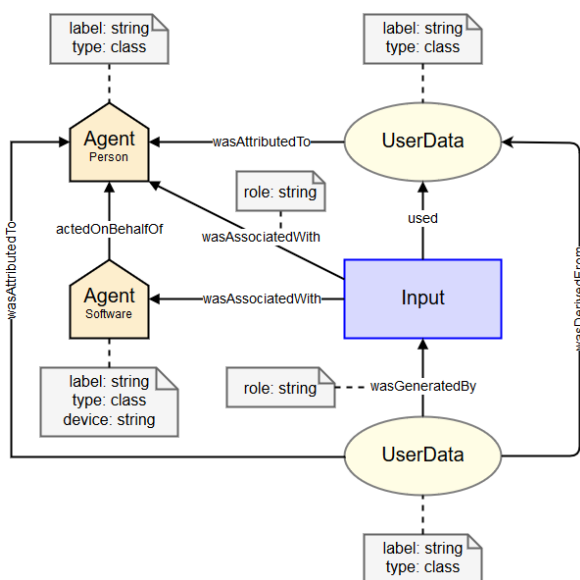 label: string
type: class
label: string
type: class
Agent
Person
wasAttributedTo
UserData
role: string
wasAttributedTo
actedOnBehalfOf
wasAssociatedWith
used
wasDerivedFrom
Agent
Software
wasAssociatedWith
Input
label: string
type: class
device: string
role: string
wasGeneratedBy
UserData
label: string
type: class